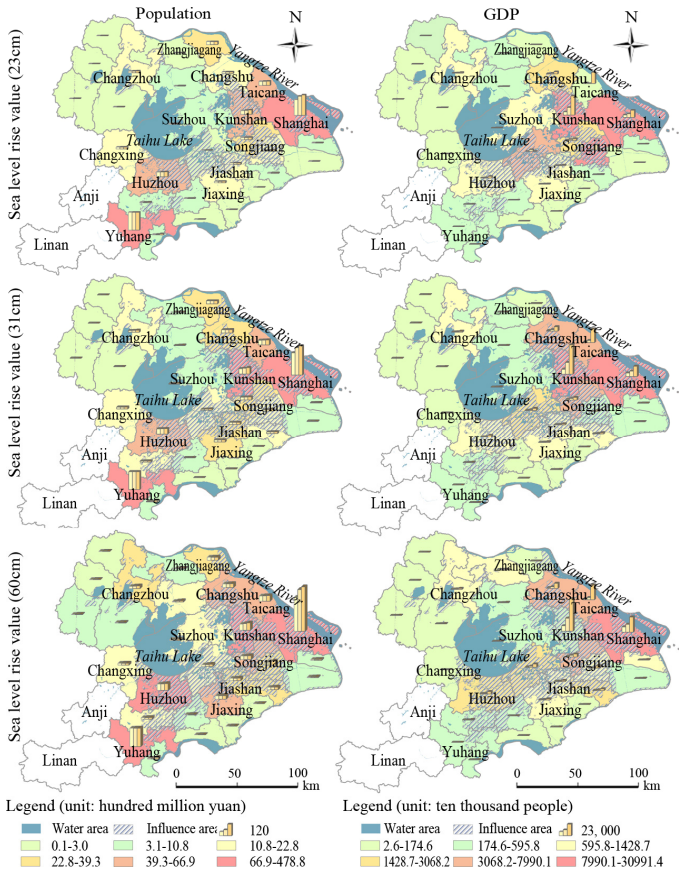 Population
GDP
N
N
Sea level rise value (23cm)
Zhangjiagang
Yangtze River
Changzhou
Changshu
Taicang
Suzhou
Kunshan
Shanghai
Taihu Lake
Songjiang
Changxing
Jiashan
Huzhou
Anji
Jiaxing
Yuhang
Linan
Zhangjiagang
Yangtze River
Changzhou
Changshu
Taicang
Suzhou
Kunshan
Shanghai
Taihu Lake
Songjiang
Changxing
Jiashan
Huzhou
Anji
Jiaxing
Yuhang
Linan
Sea level rise value (31cm)
Zhangjiagang
Yangtze River
Changzhou
Changshu
Taicang
Suzhou
Kunshan
Shanghai
Taihu Lake
Songjiang
Changxing
Jiashan
Huzhou
Anji
Jiaxing
Yuhang
Linan
Zhangjiagang
Yangtze River
Changzhou
Changshu
Taicang
Suzhou
Kunshan
Shanghai
Taihu Lake
Songjiang
Changxing
Jiashan
Huzhou
Anji
Jiaxing
Yuhang
Linan
Sea level rise value (60cm)
Zhangjiagang
Yangtze River
Changzhou
Changshu
Taicang
Suzhou
Kunshan
Shanghai
Taihu Lake
Songjiang
Changxing
Jiashan
Huzhou
Anji
Jiaxing
Yuhang
Linan
0 50 100
km
Zhangjiagang
Yangtze River
Changzhou
Changshu
Taicang
Suzhou
Kunshan
Shanghai
Taihu Lake
Songjiang
Changxing
Jiashan
Huzhou
Anji
Jiaxing
Yuhang
Linan
0 50 100
km
Legend (unit: hundred million yuan)
Water area Influence area 120
0.1-3.0 3.1-10.8 10.8-22.8
22.8-39.3 39.3-66.9 66.9-478.8
Legend (unit: ten thousand people)
Water area Influence area 23, 000
2.6-174.6 174.6-595.8 595.8-1428.7
1428.7-3068.2 3068.2-7990.1 7990.1-30991.4